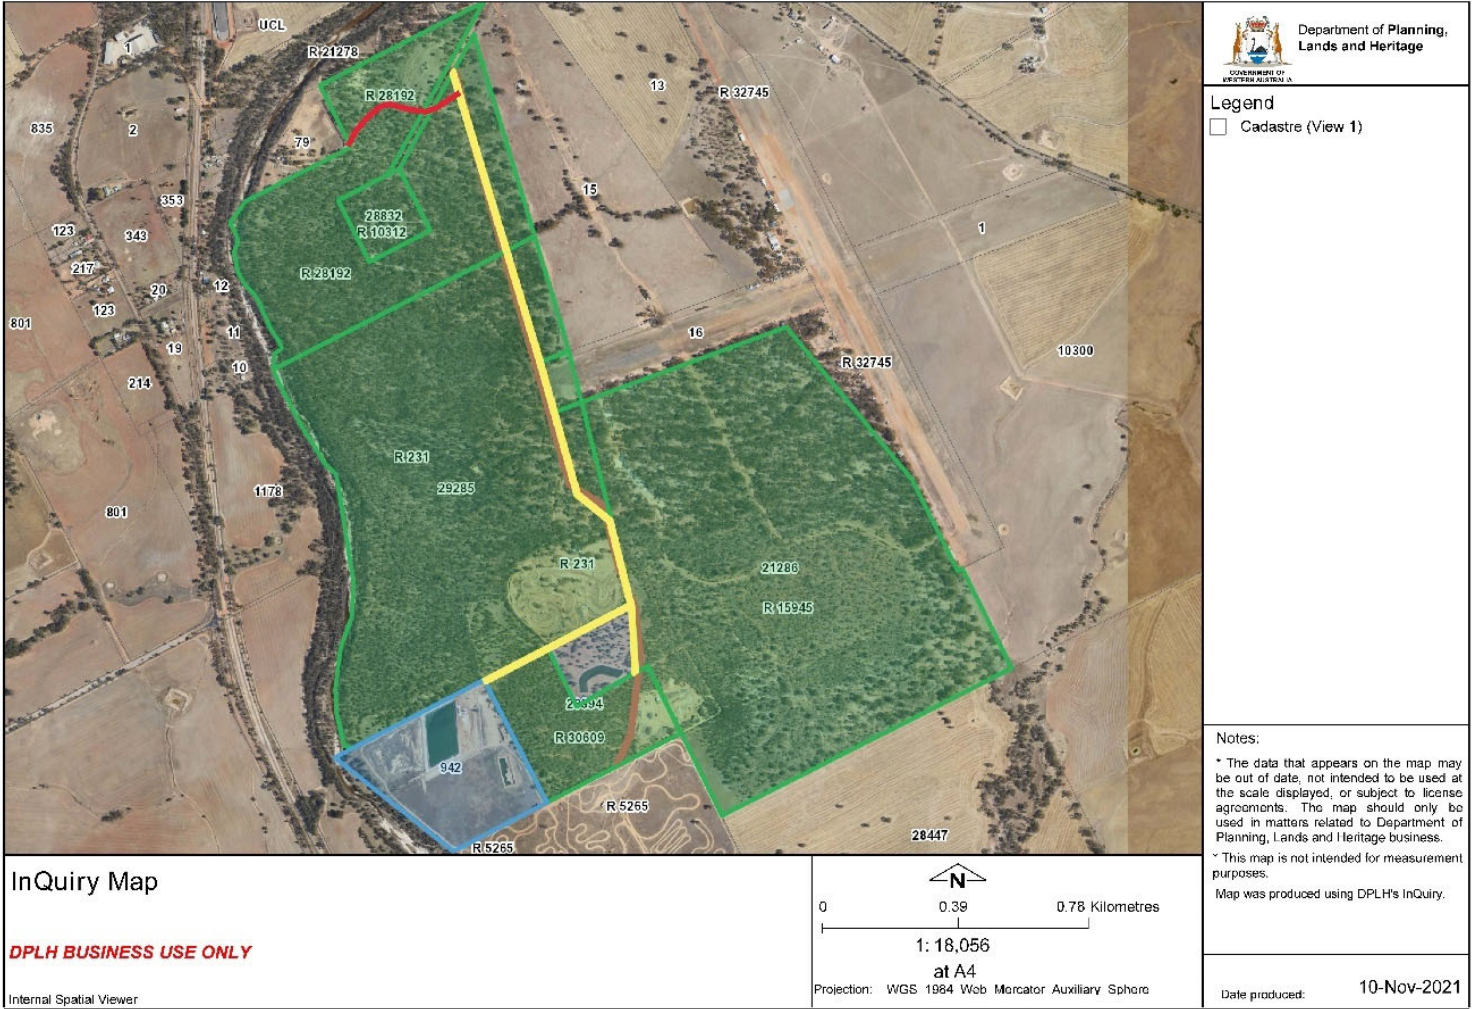 UCL
1
R 21278
R 28192
13
R 32745
835
2
79
15
353
28832
R 10312
123
343
1
217
R 28192
12
20
123
801
11
16
19
10
R 32745
10300
214
R 231
29285
1178
801
R 231
21286
R 15945
R 30609
942
R 5265
28447
R 5265
Department of Planning,
Lands and Heritage
GOVERNMENT OF
WESTERN AUSTRALIA
Legend
Cadastre (View 1)
Notes:
* The data that appears on the map may
be out of date, not intended to be used at
the scale displayed, or subject to license
agreements. The map should only be
used in matters related to Department of
Planning, Lands and Heritage business.
* This map is not intended for measurement
purposes.
Map was produced using DPLH's InQuiry.
InQuiry Map
DPLH BUSINESS USE ONLY
Internal Spatial Viewer
N
0 0.39 0.78 Kilometres
1: 18,056
at A4
Projection: WGS 1984 Web Mercator Auxiliary Sphere
Date produced: 10-Nov-2021